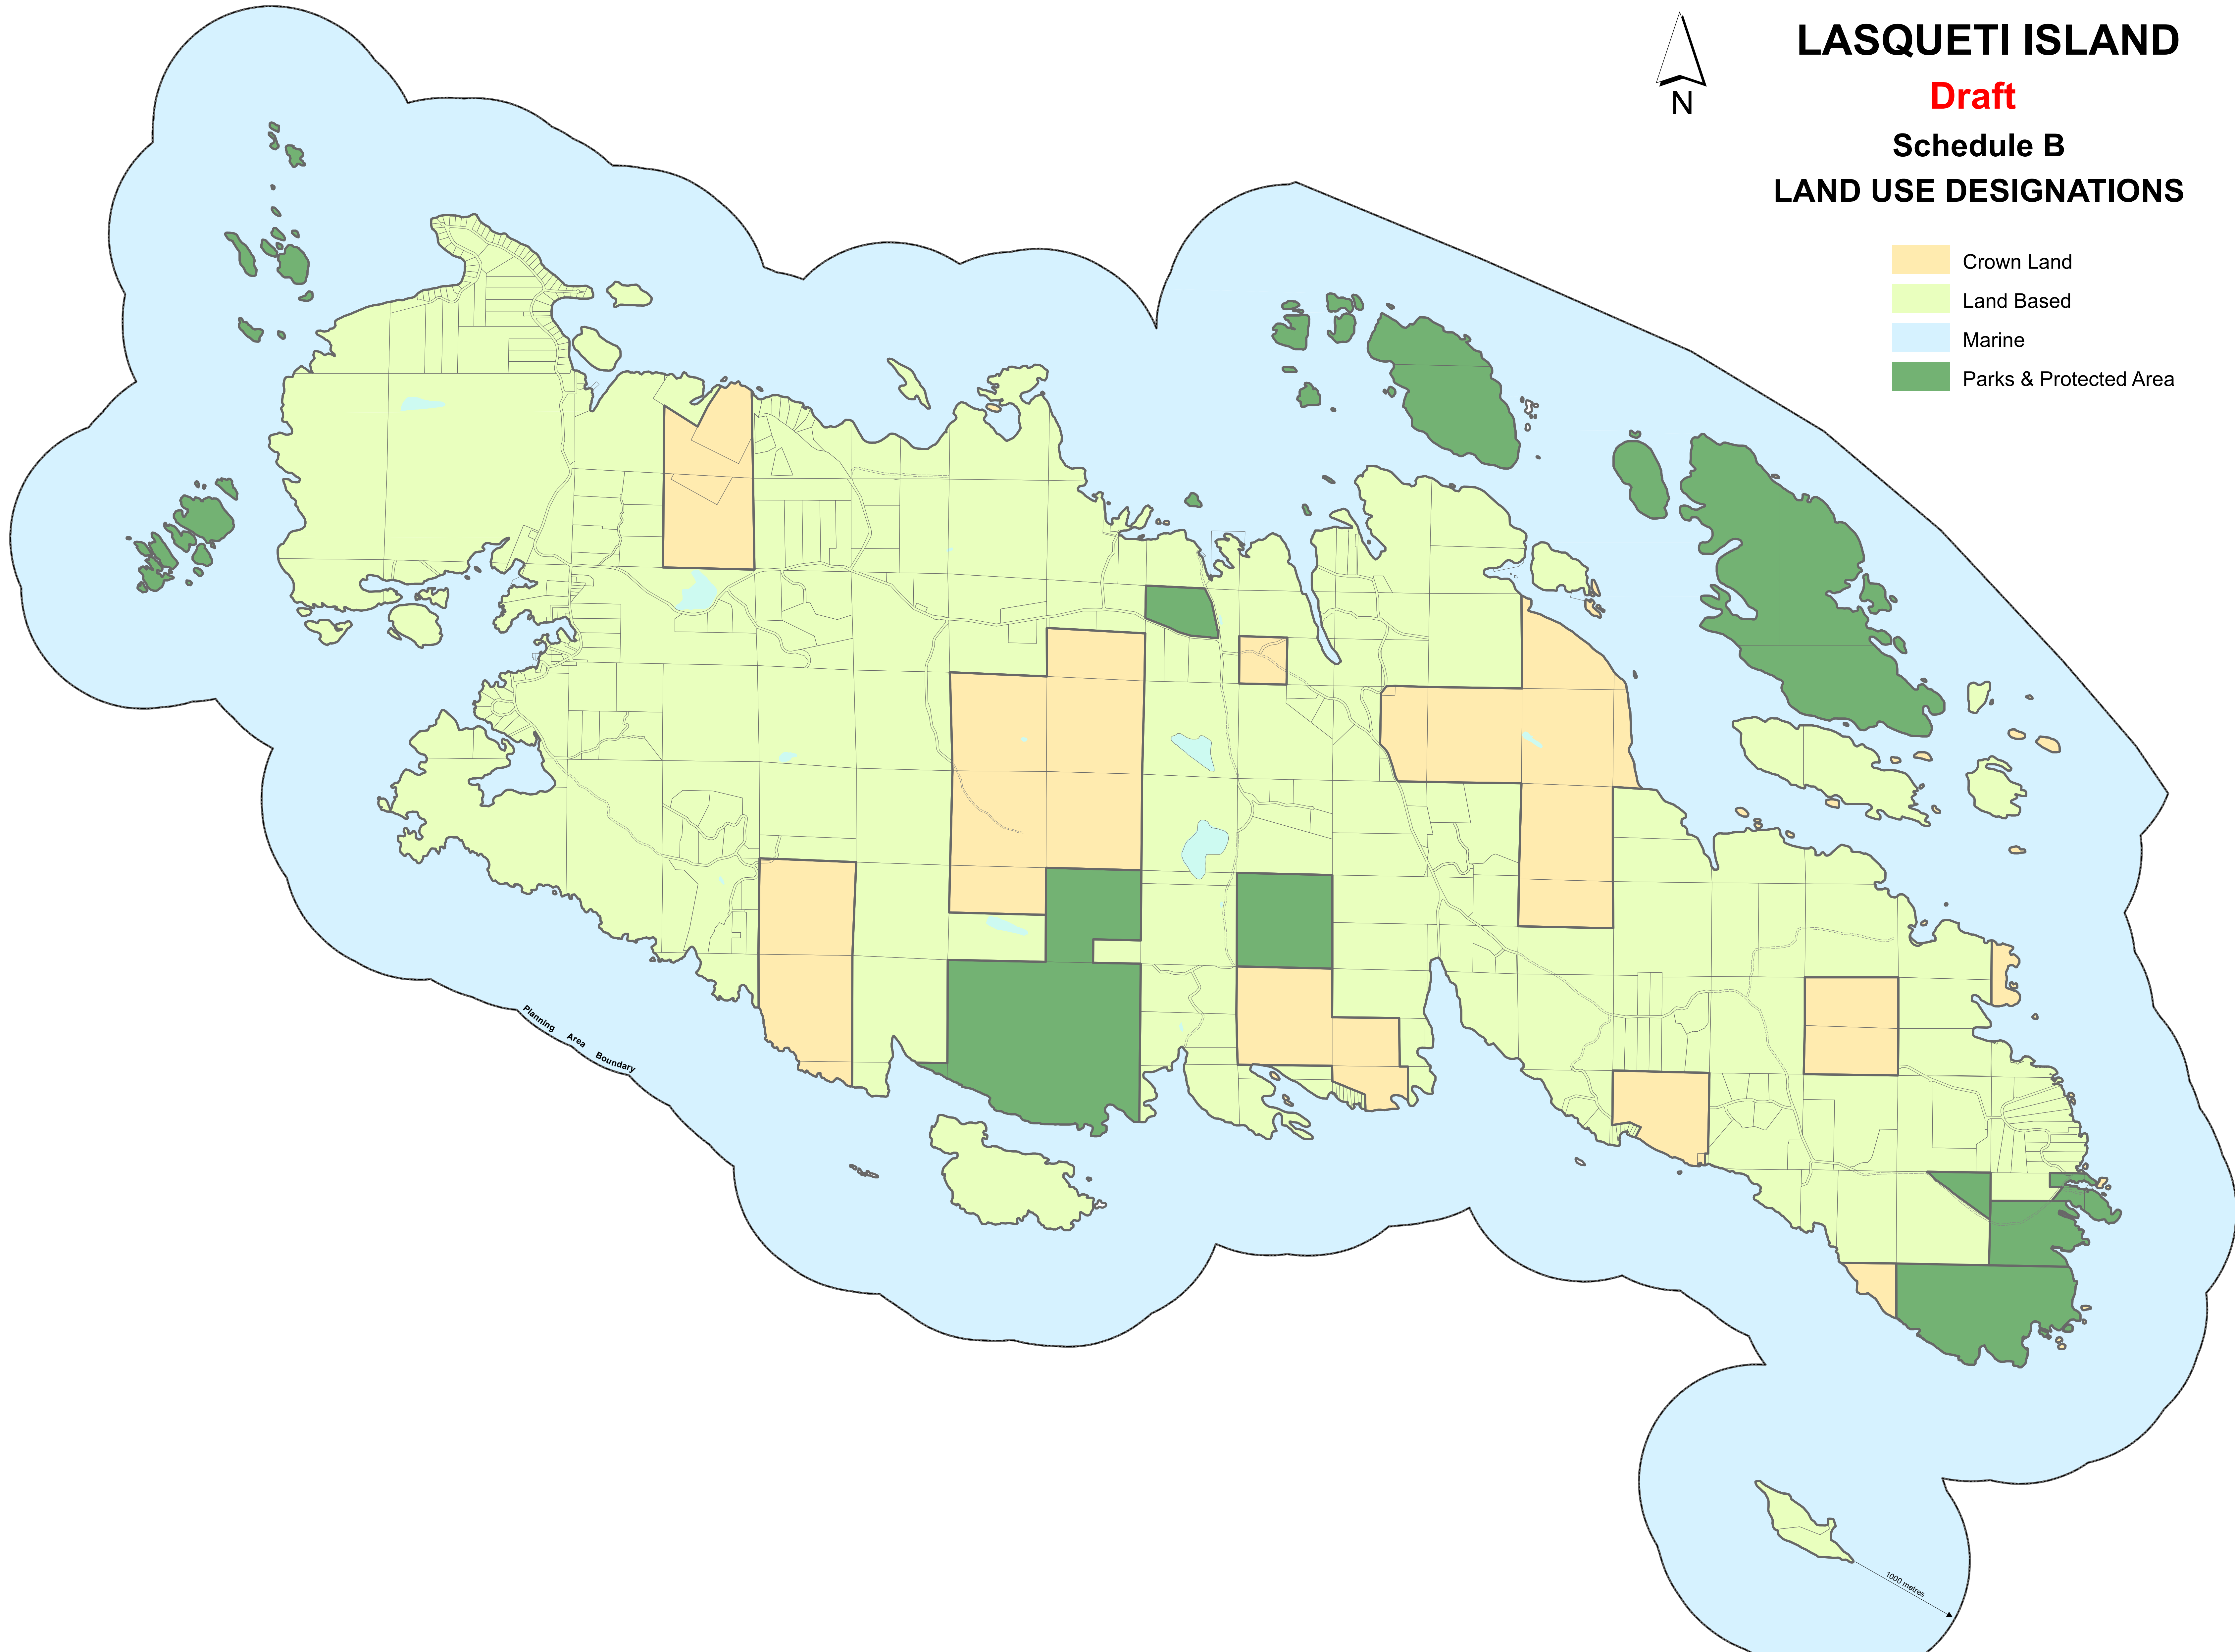 LASQUETI ISLAND
Draft
Schedule B
LAND USE DESIGNATIONS
N
Crown Land
Land Based
Marine
Parks & Protected Area
Planning Area Boundary
1000 metres